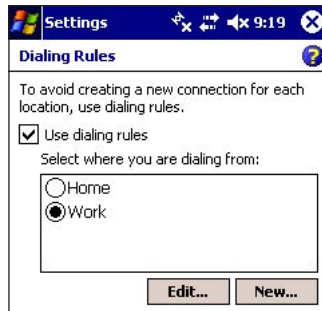 Settings 9:19
Dialing Rules
To avoid creating a new connection for each
location, use dialing rules.
Use dialing rules
Select where you are dialing from:
Home
Work
Edit... New...